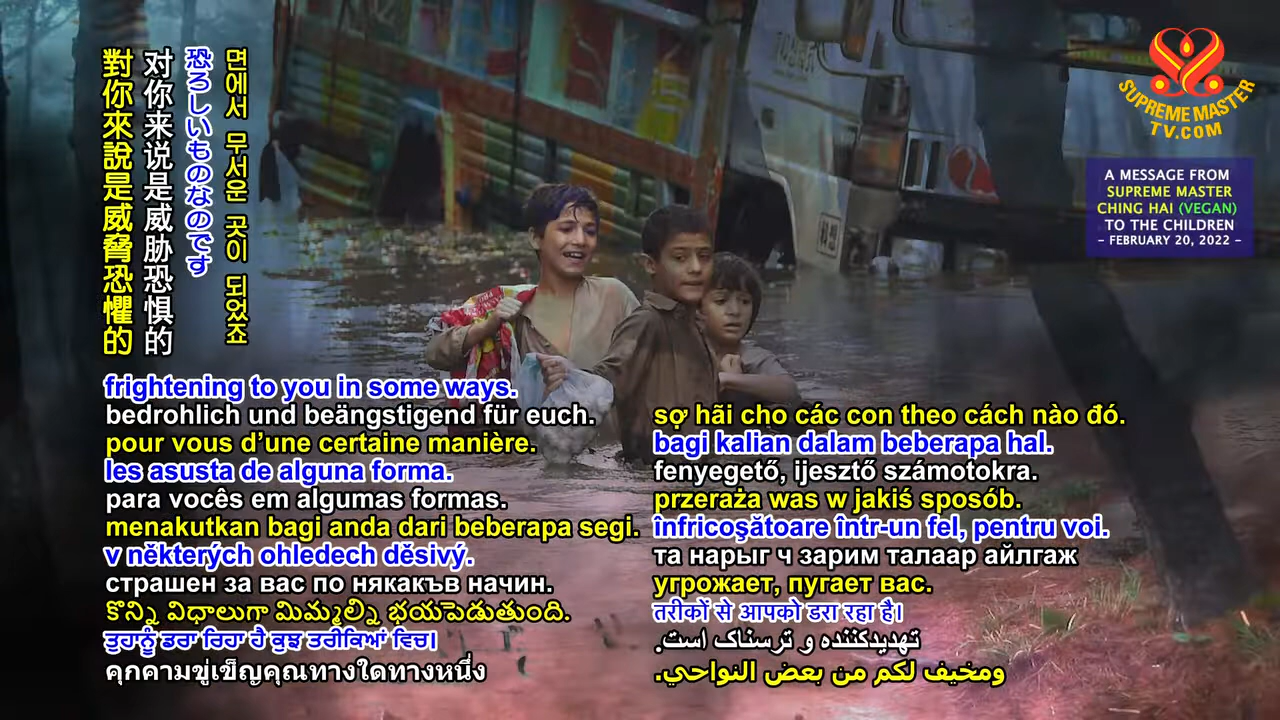 對你來說是威脅恐懼的
对你来说是威胁恐惧的
恐ろしいものなのです
면에서 무서운 곳이 되었죠
SUPREME MASTER
TV.COM
A MESSAGE FROM
SUPREME MASTER
CHING HAI (VEGAN)
TO THE CHILDREN
– FEBRUARY 20, 2022 –
frightening to you in some ways.
bedrohlich und beängstigend für euch.
pour vous d’une certaine manière.
les asusta de alguna forma.
para vocês em algumas formas.
menakutkan bagi anda dari beberapa segi.
v některých ohledech děsivý.
страшен за вас по някакъв начин.
కొన్ని విధాలుగా మిమ్మల్ని భయపెడుతుంది.
ਤੁਹਾਨੂੰ ਡਰਾ ਰਿਹਾ ਹੈ ਕੁਝ ਤਰੀਕਿਆਂ ਵਿਚ।
คุกคามขู่เข็ญคุณทางใดทางหนึ่ง
sợ hãi cho các con theo cách nào đó.
bagi kalian dalam beberapa hal.
fenyegető, ijesztő számotokra.
przeraża was w jakiś sposób.
înfricoşătoare într-un fel, pentru voi.
та нарыг ч зарим талаар айлгаж
угрожает, пугает вас.
तरीकों से आपको डरा रहा है।
تهدیدکننده و ترسناک است.
ومخيف لكم من بعض النواحي.